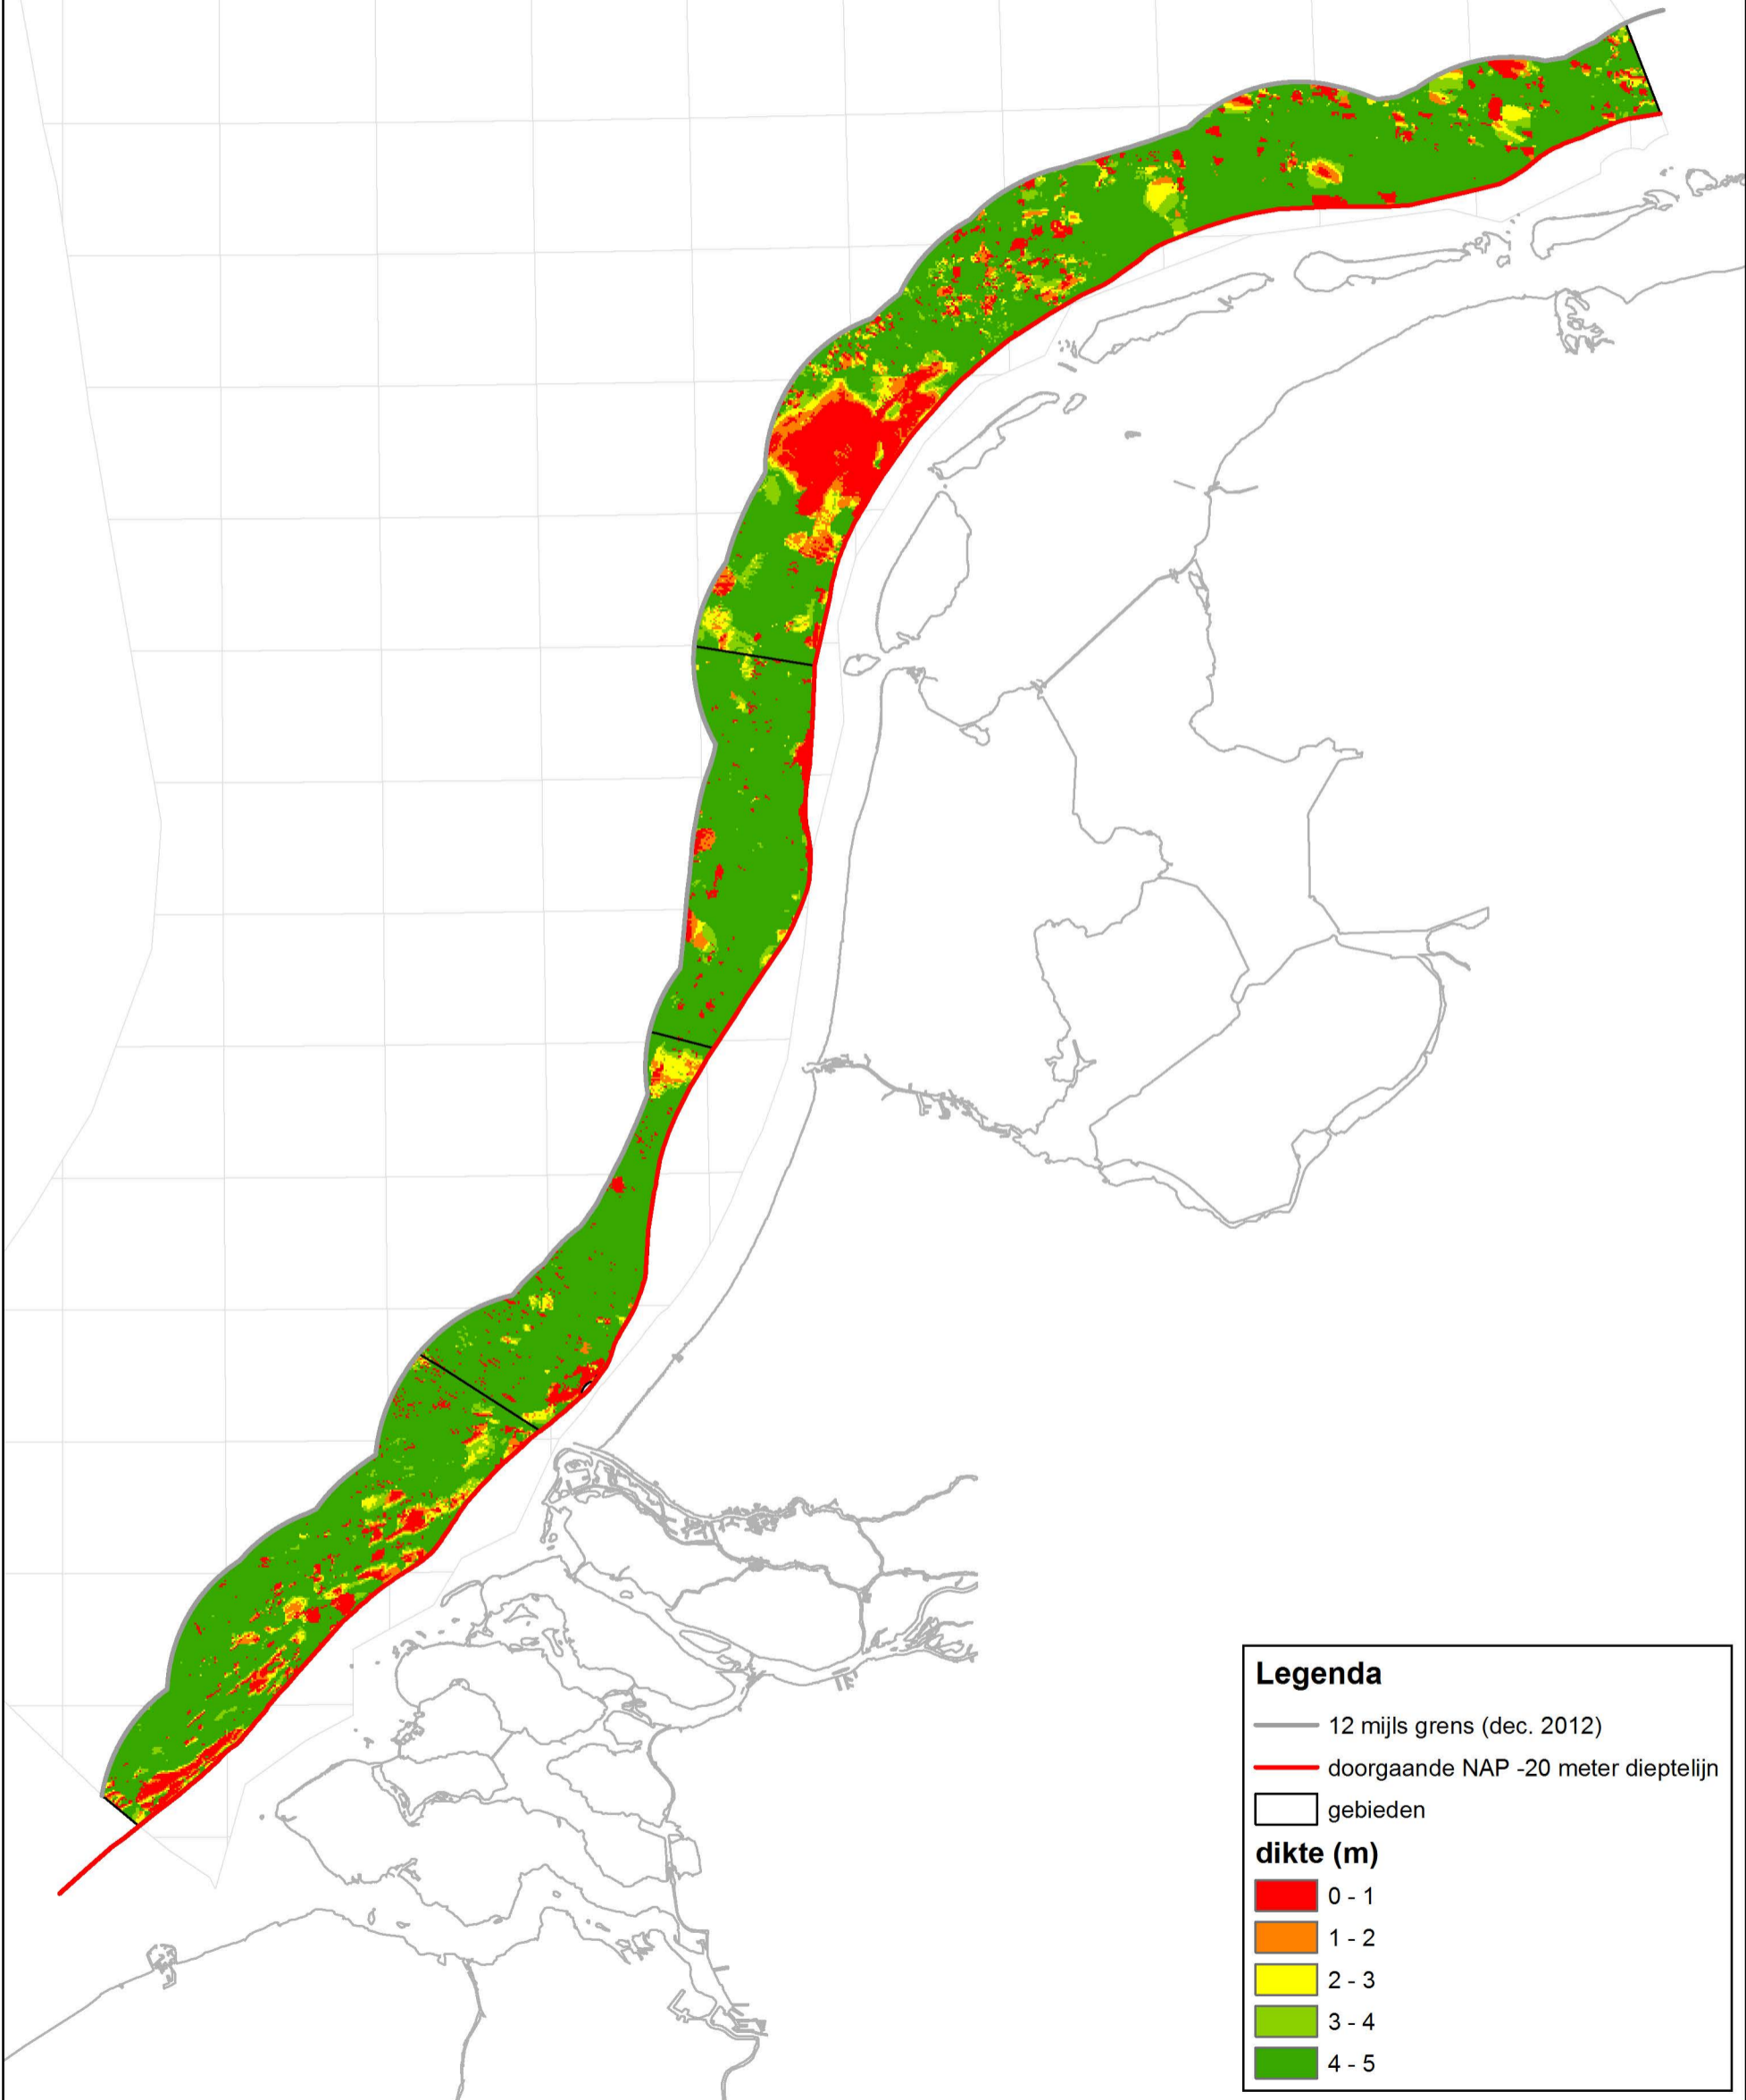 Legenda
12 mijls grens (dec. 2012)
doorgaande NAP -20 meter dieptelijn
gebieden
dikte (m)
0 - 1
1 - 2
2 - 3
3 - 4
4 - 5